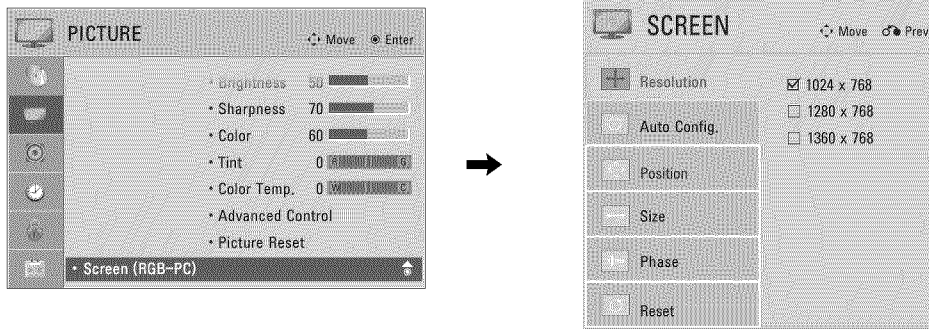 PICTURE
Move Enter
• Brightness 50
• Sharpness 70
• Color 60
• Tint 0 R G
• Color Temp. 0 W C
• Advanced Control
• Picture Reset
• Screen (RGB-PC)
SCREEN
Move Prev
Resolution
Auto Config.
Position
Size
Phase
Reset
☑ 1024 x 768
☐ 1280 x 768
☐ 1360 x 768